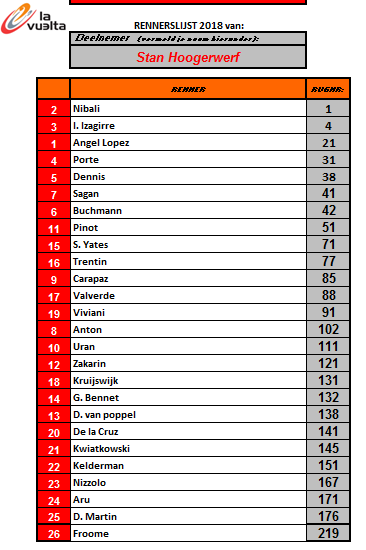 la
vuelta
RENNERSLIJST 2018 van:
Deelnemer (vermeld je naam hieronder):
Stan Hoogerwerf
RENNER RUGNR:
2 Nibali 1
3 I. Izagirre 4
1 Angel Lopez 21
4 Porte 31
5 Dennis 38
7 Sagan 41
6 Buchmann 42
11 Pinot 51
15 S. Yates 71
16 Trentin 77
9 Carapaz 85
17 Valverde 88
19 Viviani 91
8 Anton 102
10 Uran 111
12 Zakarin 121
18 Kruijswijk 131
14 G. Bennet 132
13 D. van poppel 138
20 De la Cruz 141
21 Kwiatkowski 145
22 Kelderman 151
23 Nizzolo 167
24 Aru 171
25 D. Martin 176
26 Froome 219